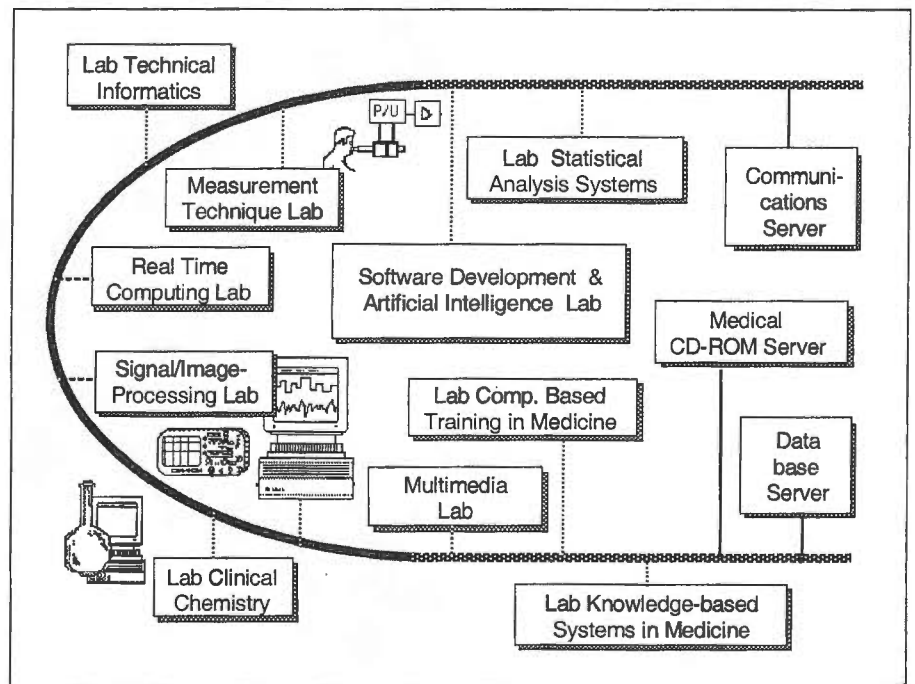 Lab Technical
Informatics
P/U
Measurement
Technique Lab
Lab Statistical
Analysis Systems
Communi-
cations
Server
Real Time
Computing Lab
Software Development &
Artificial Intelligence Lab
Medical
CD-ROM Server
Signal/Image-
Processing Lab
Lab Comp. Based
Training in Medicine
Data
base
Server
Multimedia
Lab
Lab Clinical
Chemistry
Lab Knowledge-based
Systems in Medicine